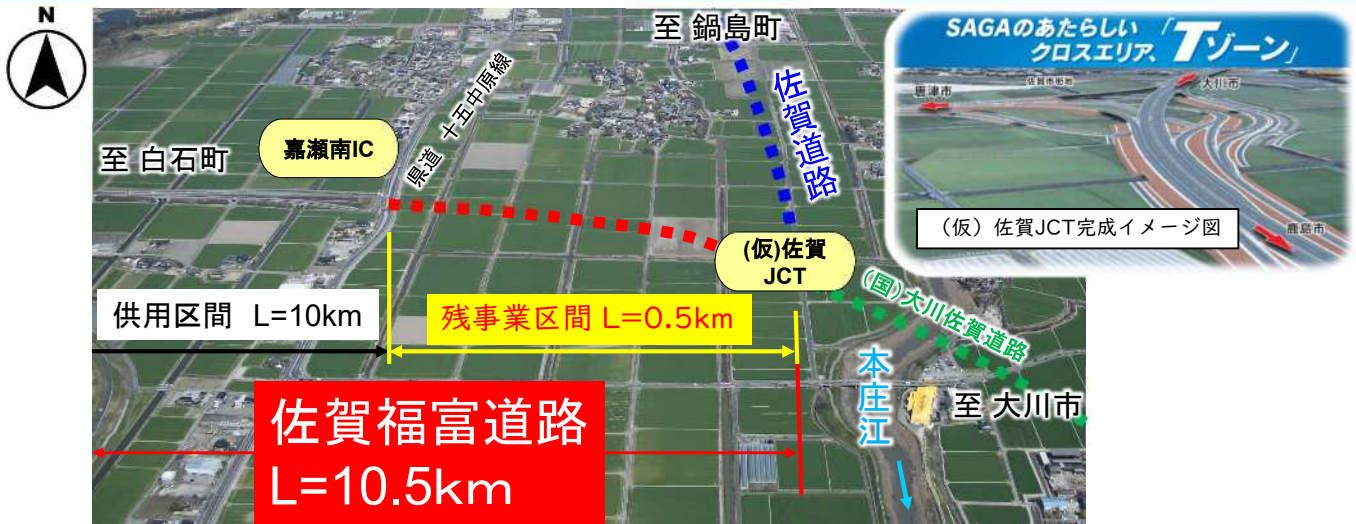 N
至 鍋島町
佐賀道路
県道 十五中原線
嘉瀬南IC
至 白石町
(仮)佐賀
JCT
供用区間 L=10km
残事業区間 L=0.5km
(国)大川佐賀道路
本庄江
至 大川市
佐賀福富道路
L=10.5km
SAGAのあたらしい「Tゾーン」
クロスエリア、
佐賀市街地
唐津市
大川市
鹿島市
(仮)佐賀JCT完成イメージ図